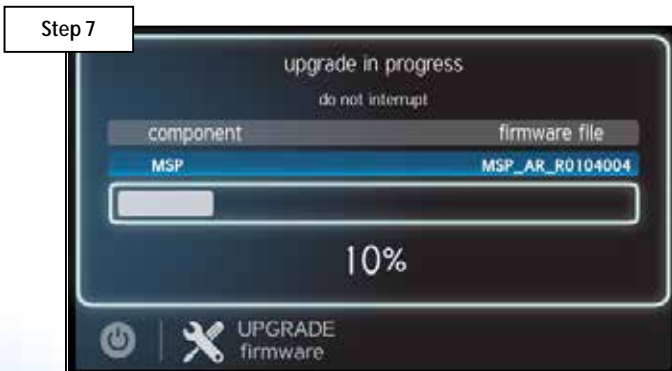 Step 7
upgrade in progress
do not interrupt
component firmware file
MSP MSP_AR_R0104004
10%
UPGRADE
firmware